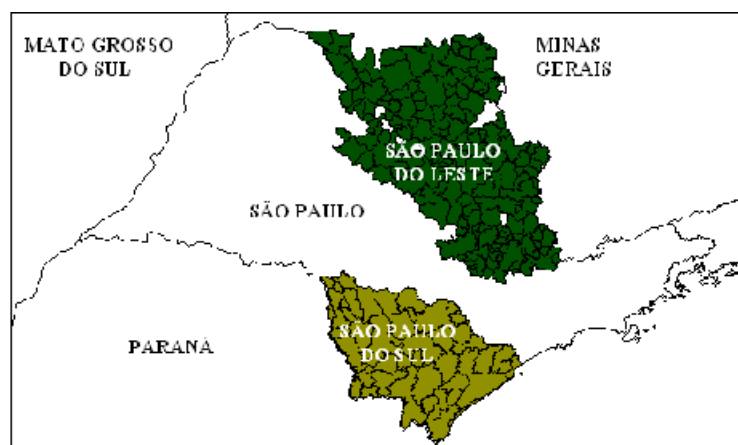 MATO GROSSO
DO SUL
MINAS
GERAIS
SÃO PAULO
DO LESTE
SÃO PAULO
SÃO PAULO
DO SUL
PARANÁ